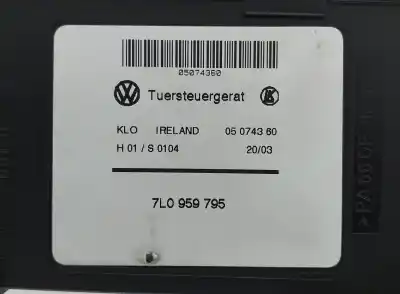 05074360
Tuersteuergerat
KLO IRELAND 05 0743 60
H 01 / S 0104 20/03
7L0 959 795